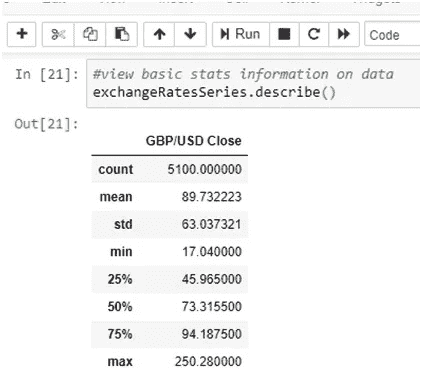 Run
Code
In [21]: #view basic stats information on data
exchangeRatesSeries.describe()
Out[21]:
GBP/USD Close
count 5100.000000
mean 89.732223
std 63.037321
min 17.040000
25% 45.965000
50% 73.315500
75% 94.187500
max 250.280000